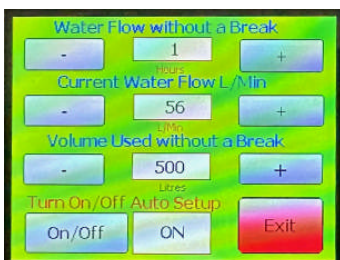 Water Flow without a Break
- 1 +
Hours
Current Water Flow L/Min
- 56 +
L/Min
Volume Used without a Break
- 500 +
Litres
Turn On/Off Auto Setup
On/Off ON Exit